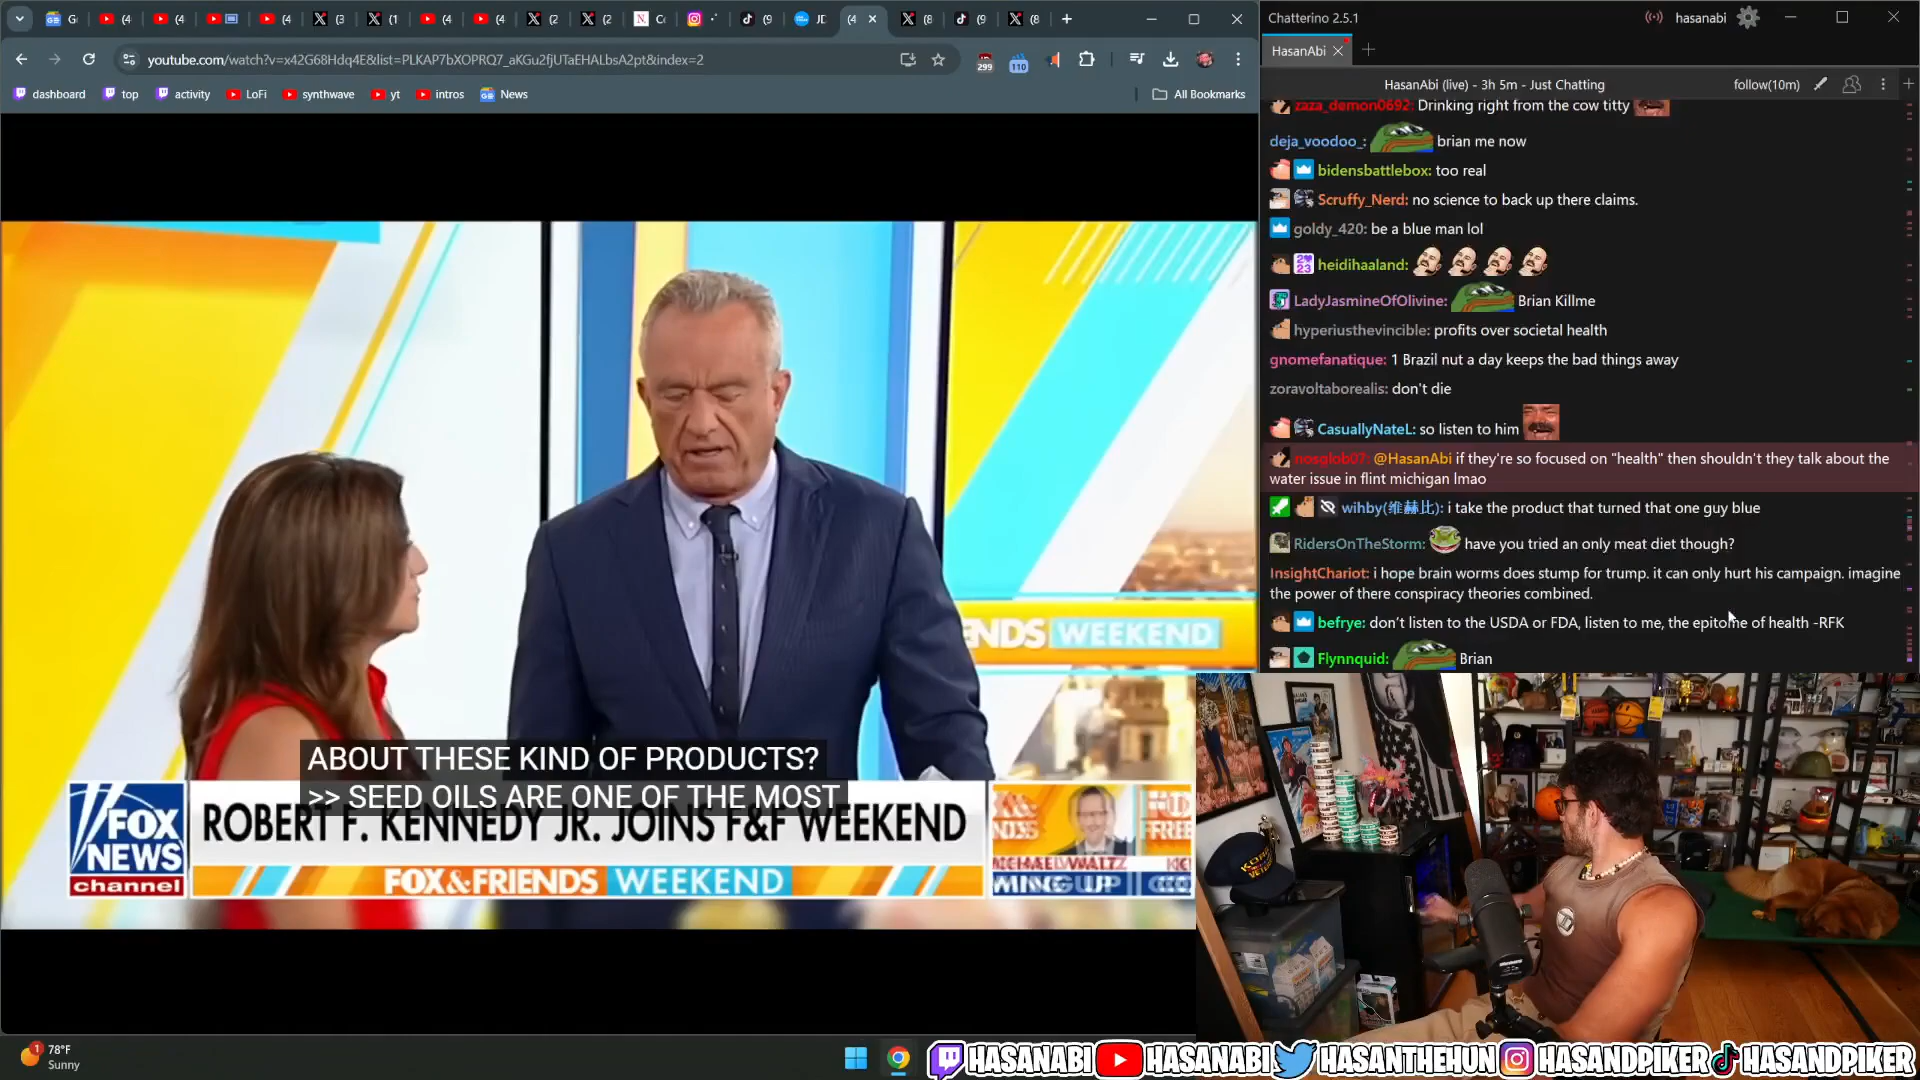 Chatterino 2.5.1
hasanabi
HasanAbi
youtube.com/watch?v=x42G68Hdq4E&list=PLKAP7bXOPRQ7_aKGu2fjUTaEHALbsA2pt&index=2
299
110
dashboard
top
activity
LoFi
synthwave
yt
intros
News
All Bookmarks
HasanAbi (live) - 3h 5m - Just Chatting
follow(10m)
zaza_demon0692: Drinking right from the cow titty
deja_voodoo_: brian me now
bidensbattlebox: too real
Scruffy_Nerd: no science to back up there claims.
goldy_420: be a blue man lol
heidihaaland:
LadyJasmineOfOlivine: Brian Killme
hyperiusthevincible: profits over societal health
gnomefanatique: 1 Brazil nut a day keeps the bad things away
zoravoltaborealis: don't die
CasuallyNateL: so listen to him
nosglob07: @HasanAbi if they're so focused on "health" then shouldn't they talk about the
water issue in flint michigan lmao
wihby(维赫比): i take the product that turned that one guy blue
RidersOnTheStorm: have you tried an only meat diet though?
InsightChariot: i hope brain worms does stump for trump. it can only hurt his campaign. imagine
the power of there conspiracy theories combined.
befrye: don't listen to the USDA or FDA, listen to me, the epitome of health -RFK
Flynnquid: Brian
ENDS WEEKEND
ABOUT THESE KIND OF PRODUCTS?
>> SEED OILS ARE ONE OF THE MOST
FOX
NEWS
channel
ROBERT F. KENNEDY JR. JOINS F&F WEEKEND
FOX&FRIENDS WEEKEND
KOREA
VETERAN
1
78°F
Sunny
HASANABI
HASANABI
HASANTHEHUN
HASANDPIKER
HASANDPIKER